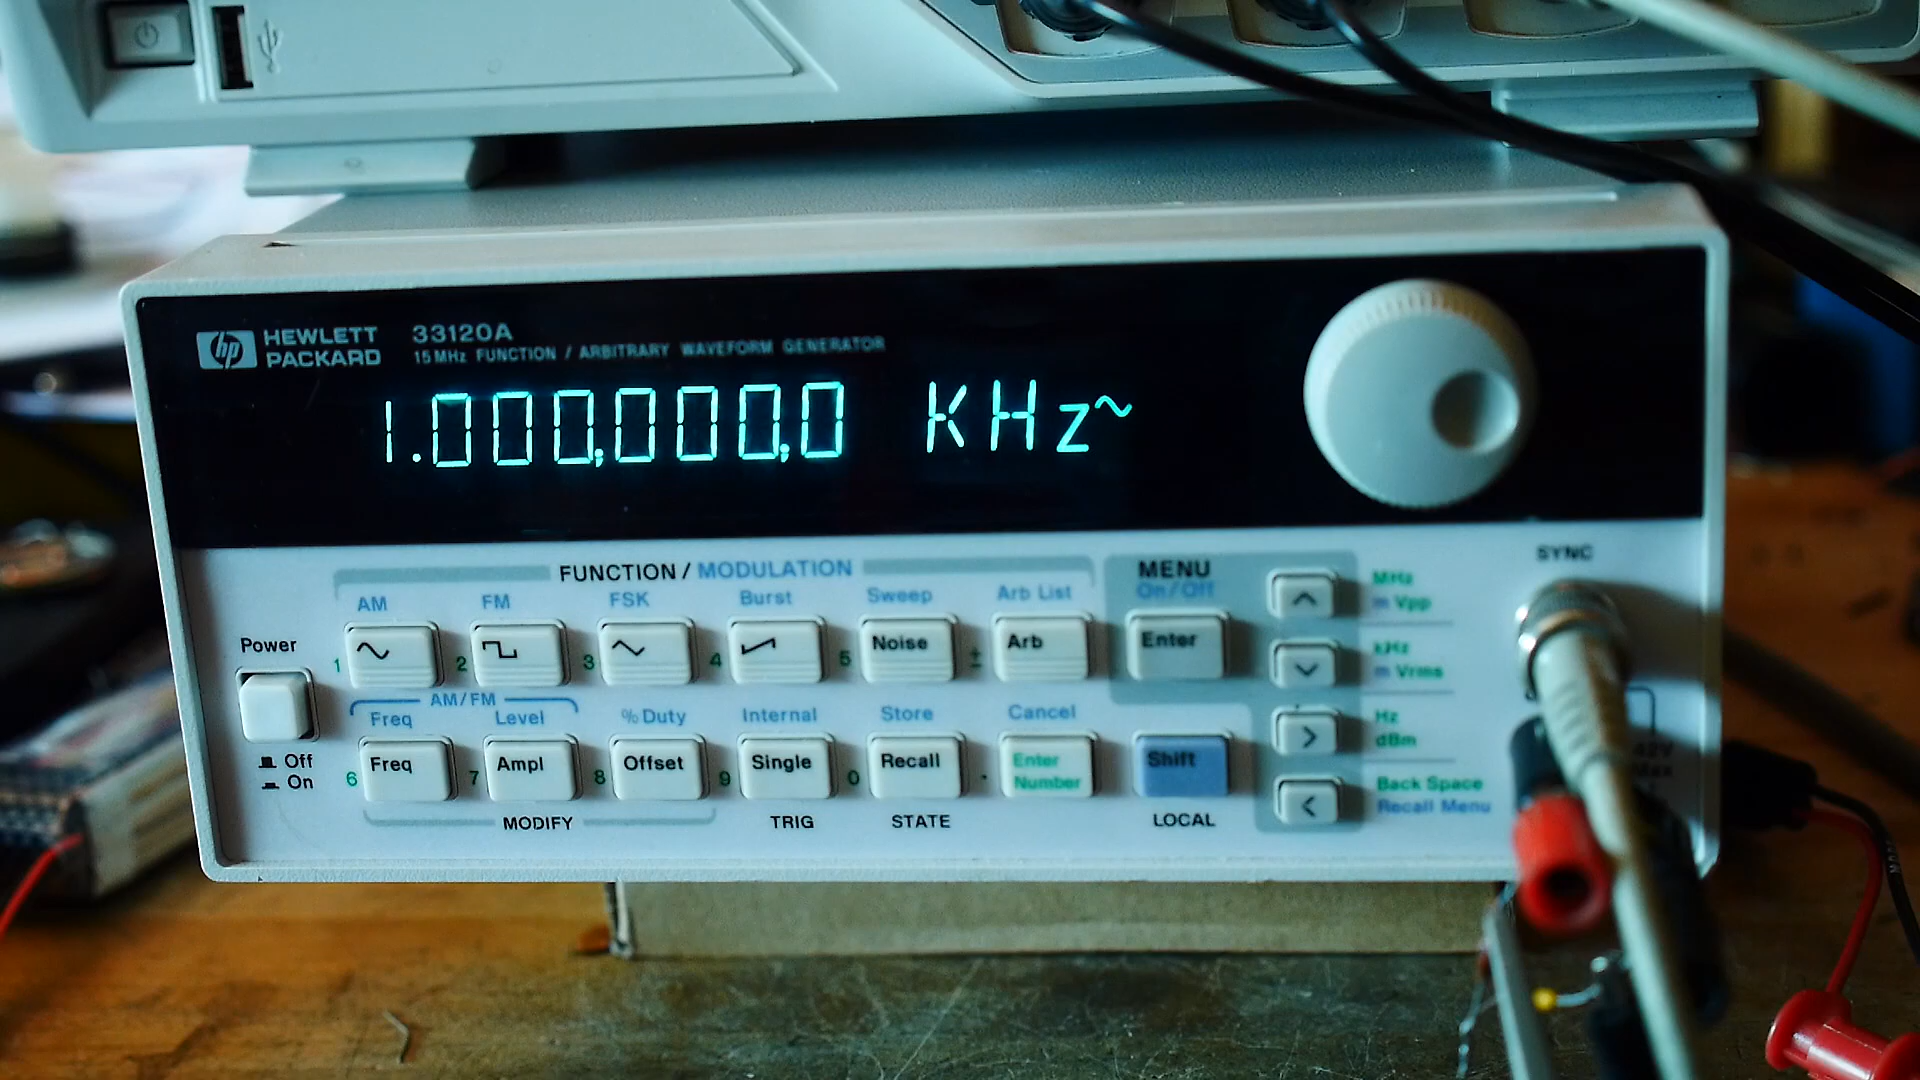 hp HEWLETT PACKARD
33120A
15 MHz FUNCTION / ARBITRARY WAVEFORM GENERATOR
1.000,000,0 KHz~
FUNCTION / MODULATION
AM FM FSK Burst Sweep Arb List
MENU
On/Off
SYNC
Power
1 2 3 4 5 Noise ± Arb Enter
MHz
m Vpp
kHz
m Vrms
AM/FM
Freq Level %Duty Internal Store Cancel
Hz
dBm
Off
On
6 Freq 7 Ampl 8 Offset 9 Single 0 Recall . Enter Number Shift
Back Space
Recall Menu
MODIFY TRIG STATE LOCAL
42V
Max